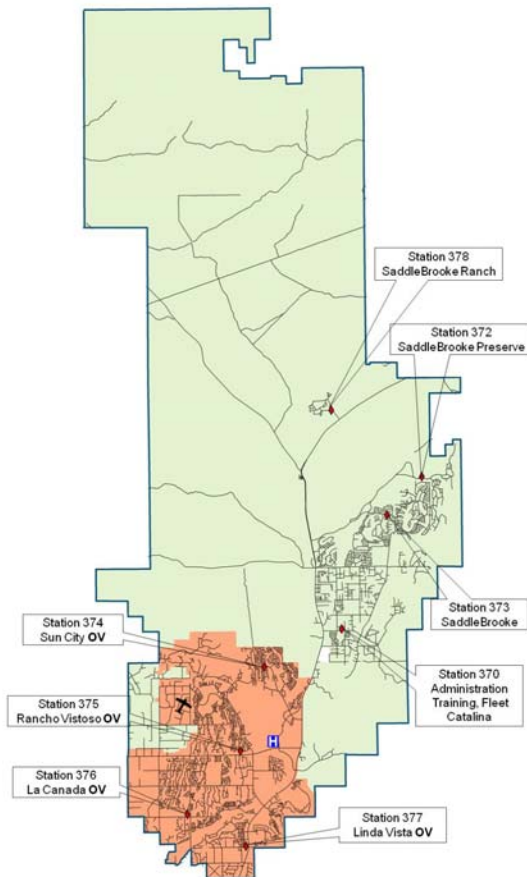 Station 378
SaddleBrooke Ranch
Station 372
SaddleBrooke Preserve
Station 373
SaddleBrooke
Station 374
Sun City OV
Station 370
Administration
Training, Fleet
Catalina
Station 375
Rancho Vistoso OV
H
Station 376
La Canada OV
Station 377
Linda Vista OV